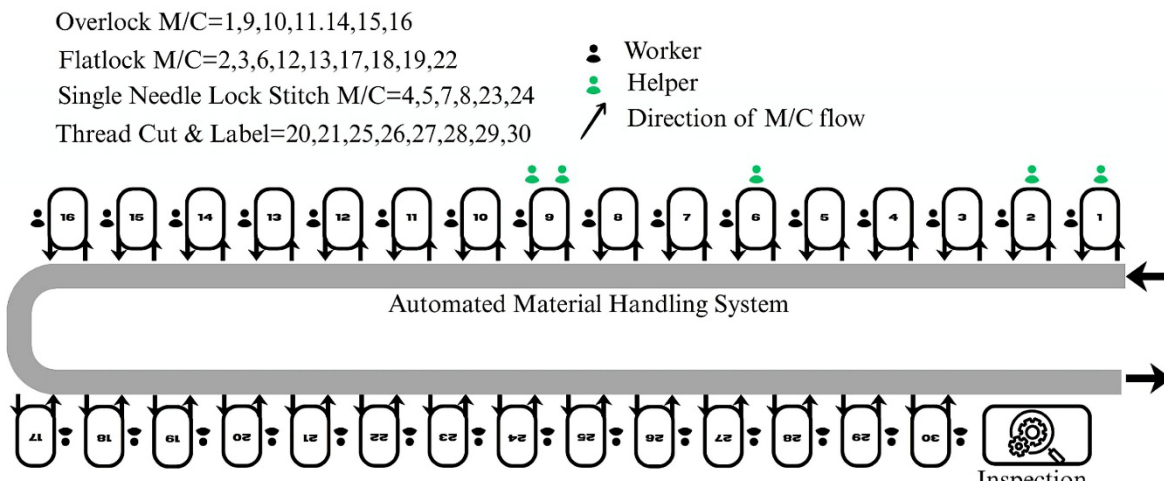 Overlock M/C=1,9,10,11.14,15,16
Flatlock M/C=2,3,6,12,13,17,18,19,22
Single Needle Lock Stitch M/C=4,5,7,8,23,24
Thread Cut & Label=20,21,25,26,27,28,29,30
Worker
Helper
Direction of M/C flow
16 15 14 13 12 11 10 9 8 7 6 5 4 3 2 1
Automated Material Handling System
17 18 19 20 21 22 23 24 25 26 27 28 29 30
Inspection